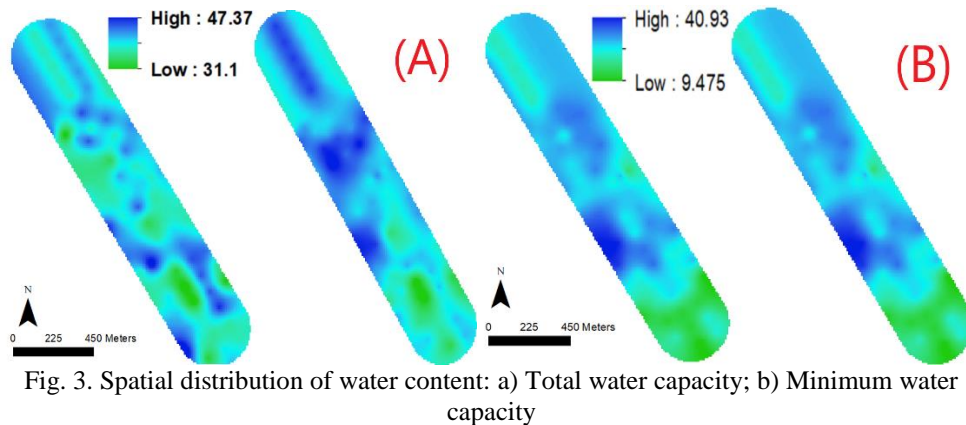 High : 47.37
Low : 31.1
(A)
High : 40.93
Low : 9.475
(B)
N
0 225 450 Meters
N
0 225 450 Meters
Fig. 3. Spatial distribution of water content: a) Total water capacity; b) Minimum water
capacity